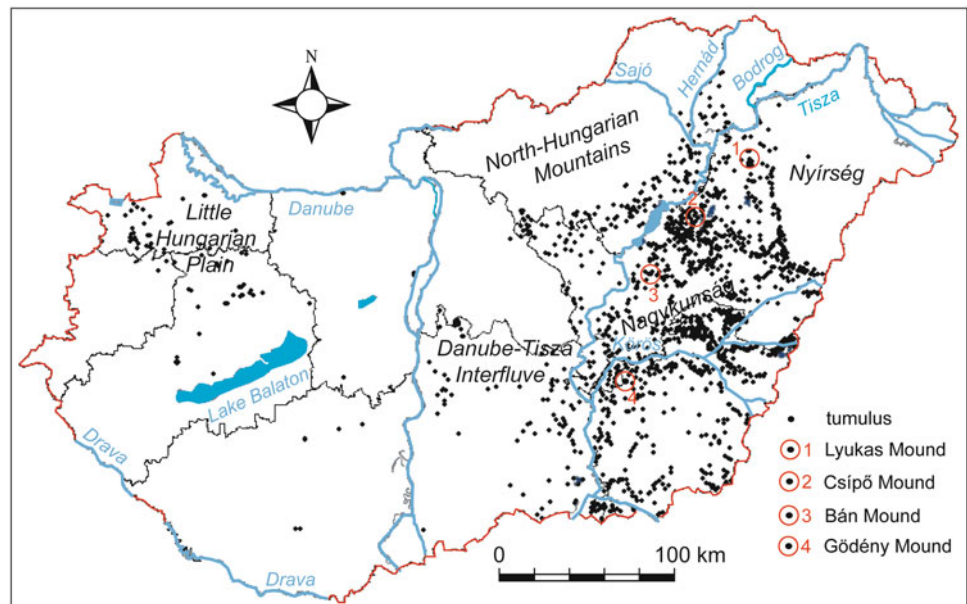 N
Sajó
Hernád
Bodrog
Tisza
North-Hungarian
Mountains
1
Nyírség
2
Danube
Little
Hungarian
Plain
3
Nagykunság
Körös
Danube-Tisza
Interfluve
4
Lake Balaton
Drava
Drava
tumulus
1 Lyukas Mound
2 Csípő Mound
3 Bán Mound
4 Gödény Mound
0 100 km